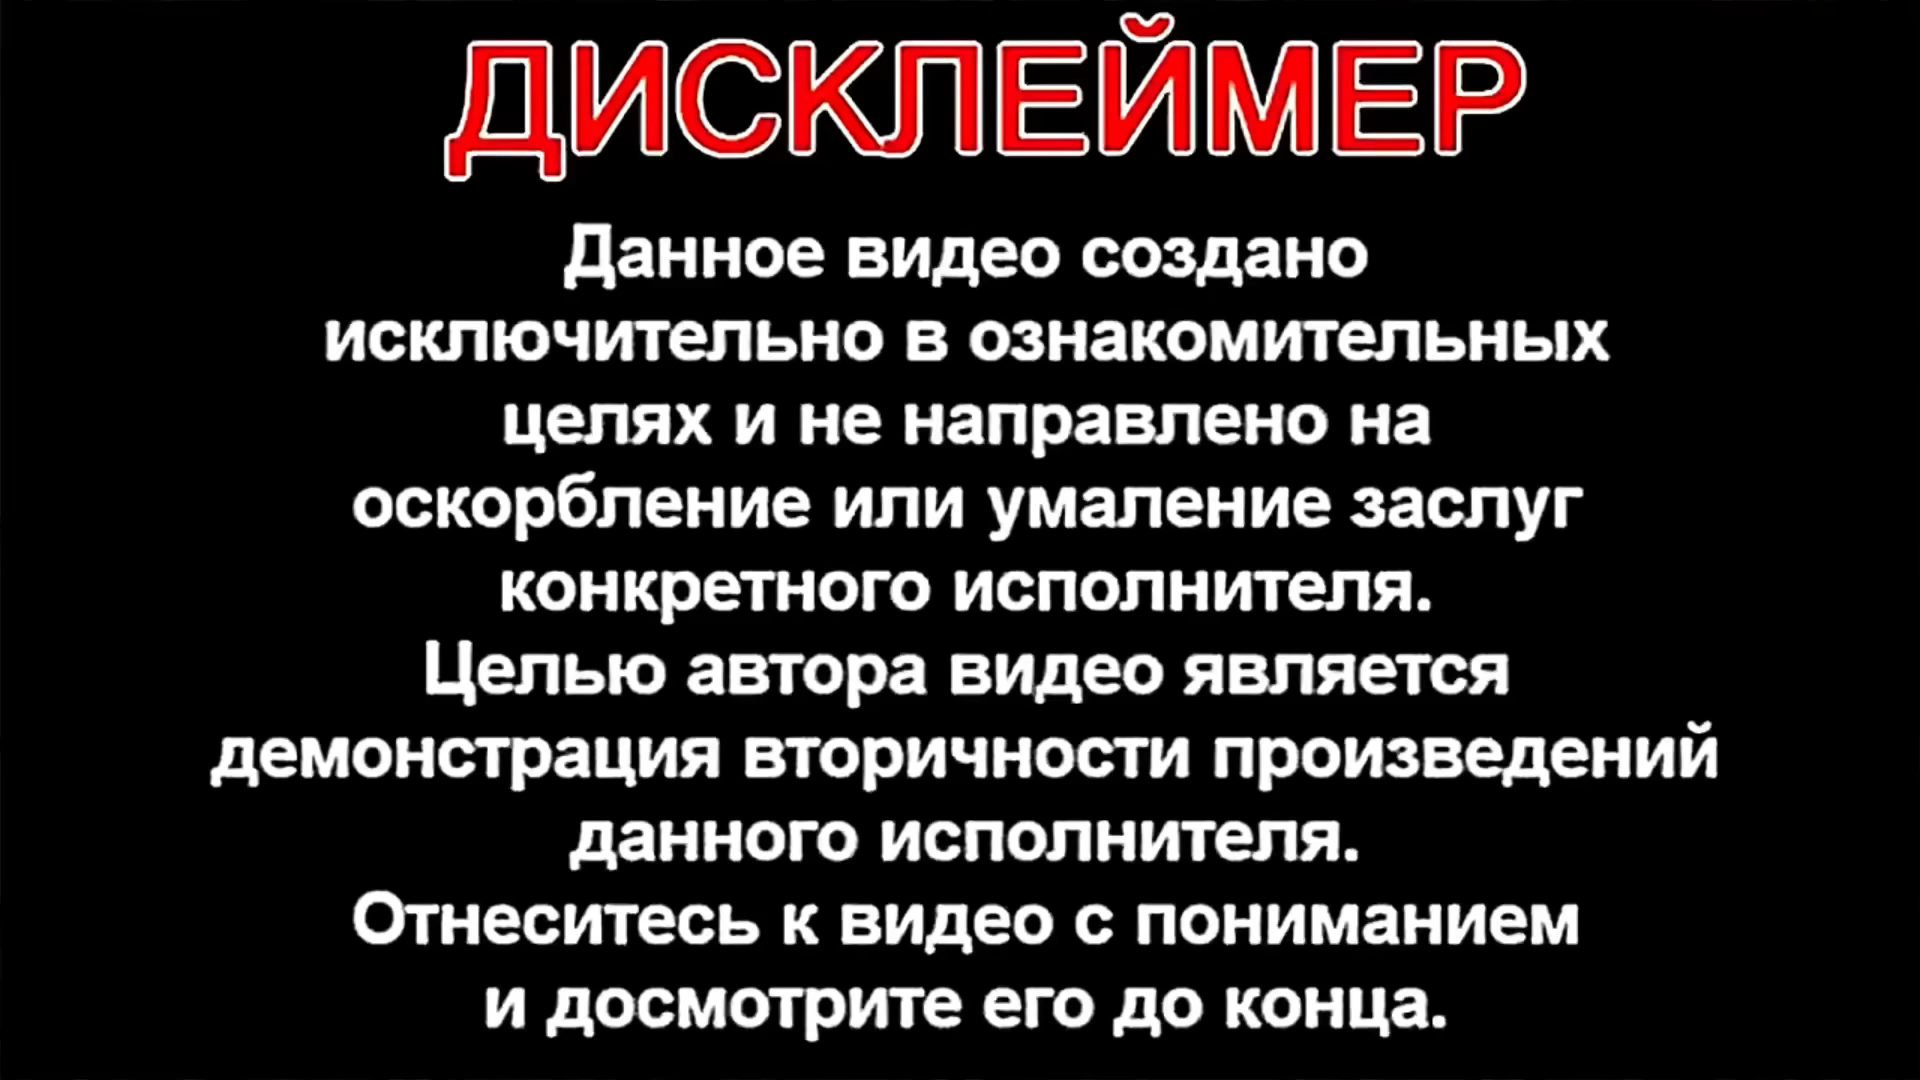 ДИСКЛЕЙМЕР
Данное видео создано
исключительно в ознакомительных
целях и не направлено на
оскорбление или умаление заслуг
конкретного исполнителя.
Целью автора видео является
демонстрация вторичности произведений
данного исполнителя.
Отнеситесь к видео с пониманием
и досмотрите его до конца.